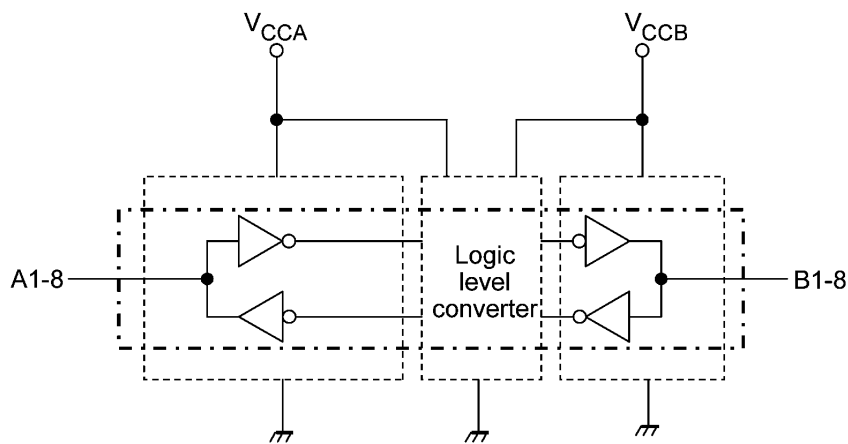 VCCA
VCCB
A1-8
Logic
level
converter
B1-8